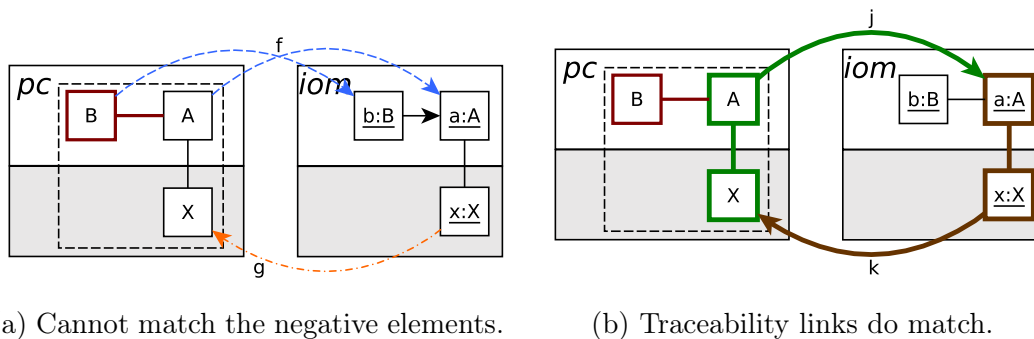 f
pc
iom
B
A
b:B
a:A
X
x:X
g
a) Cannot match the negative elements.
j
pc
iom
B
A
b:B
a:A
X
x:X
k
(b) Traceability links do match.